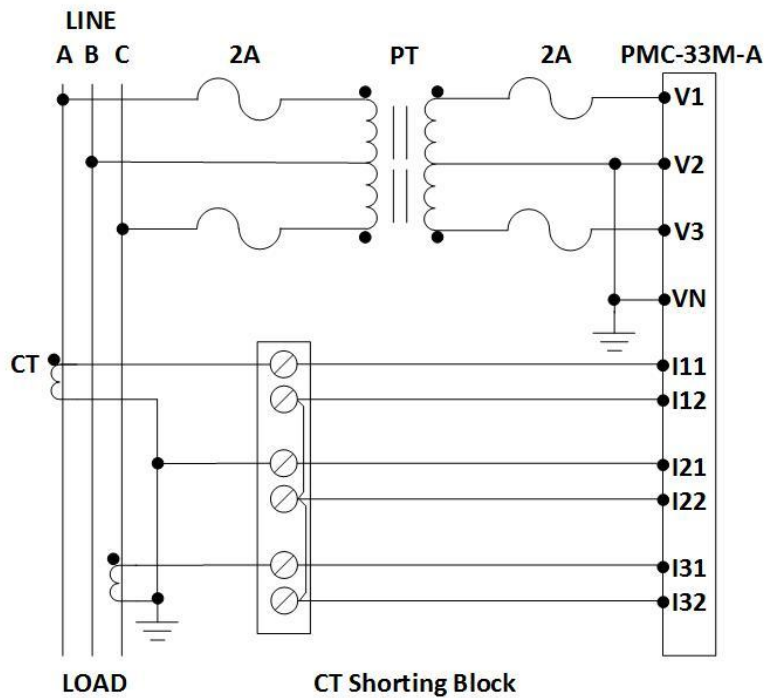 LINE
A B C 2A PT 2A PMC-33M-A
V1
V2
V3
VN
CT
I11
I12
I21
I22
I31
I32
LOAD CT Shorting Block